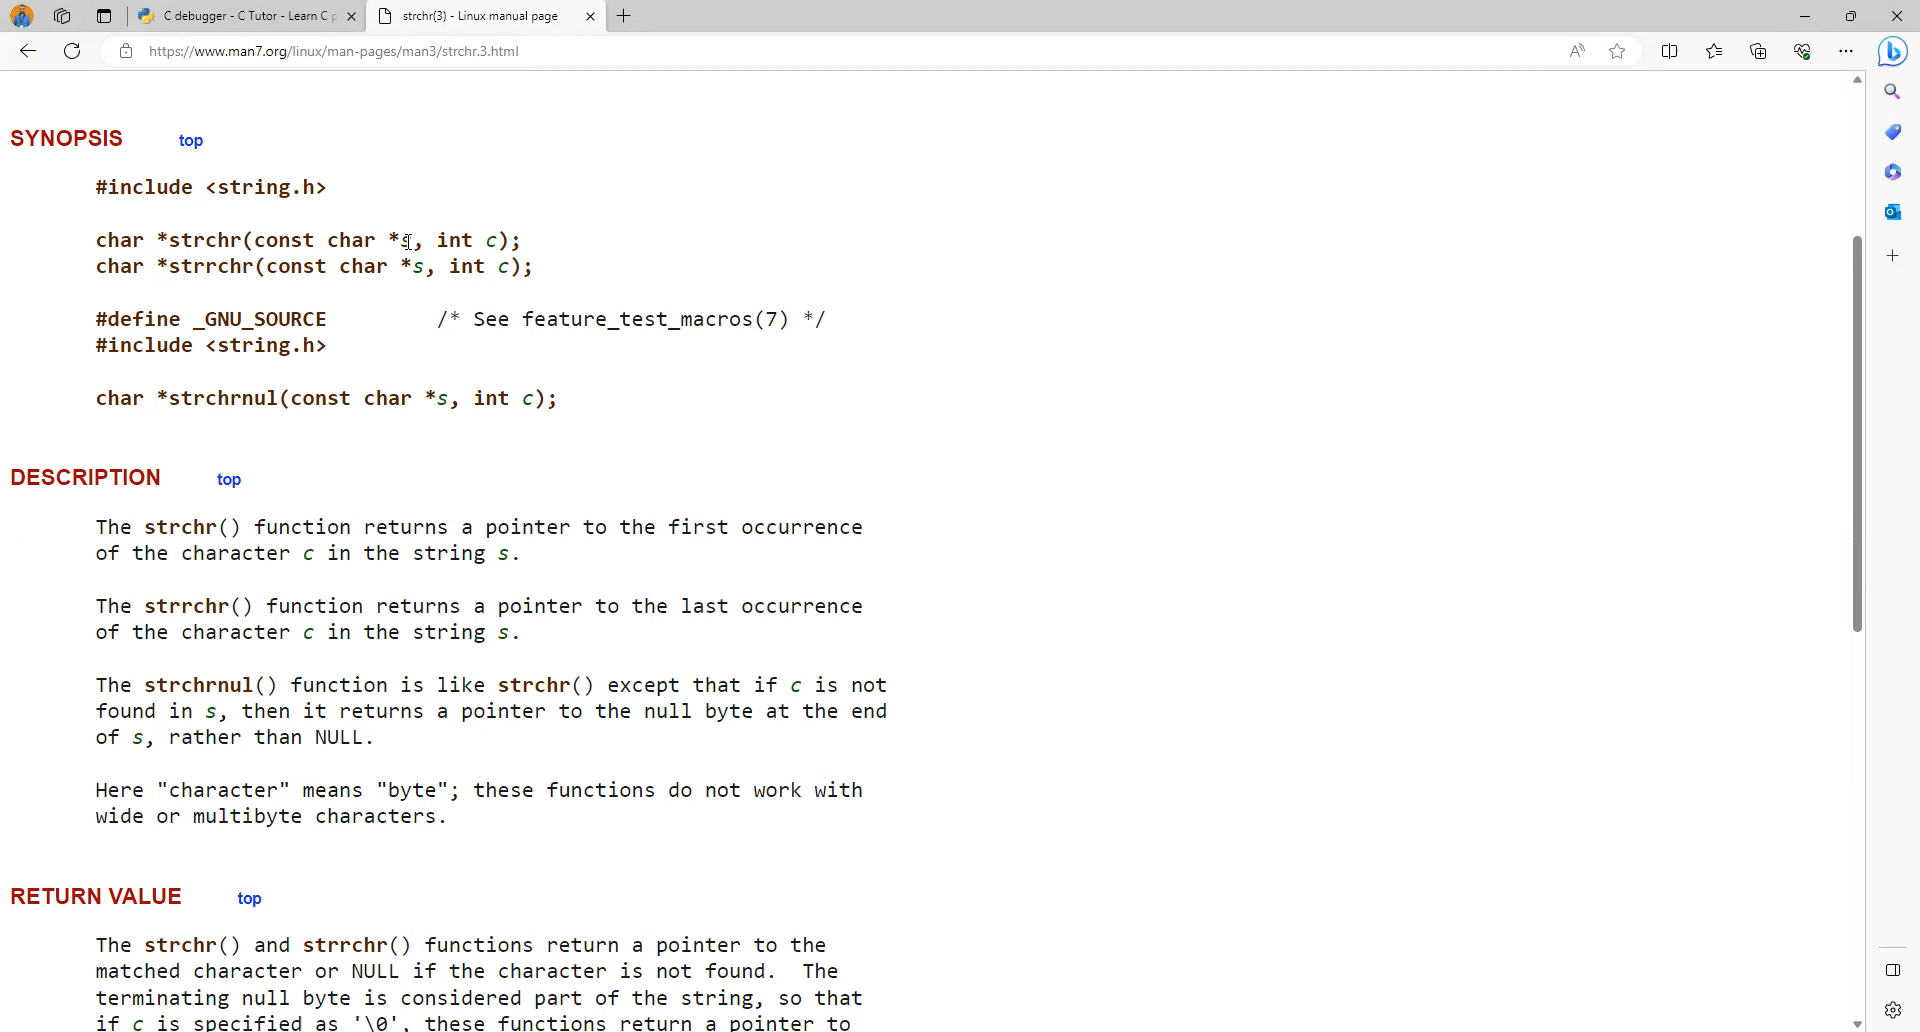 C debugger - C Tutor - Learn C
strchr(3) - Linux manual page
https://www.man7.org/linux/man-pages/man3/strchr.3.html
SYNOPSIS top
#include <string.h>
char *strchr(const char *s, int c);
char *strrchr(const char *s, int c);
#define _GNU_SOURCE /* See feature_test_macros(7) */
#include <string.h>
char *strchrnul(const char *s, int c);
DESCRIPTION top
The strchr() function returns a pointer to the first occurrence
of the character c in the string s.
The strrchr() function returns a pointer to the last occurrence
of the character c in the string s.
The strchrnul() function is like strchr() except that if c is not
found in s, then it returns a pointer to the null byte at the end
of s, rather than NULL.
Here "character" means "byte"; these functions do not work with
wide or multibyte characters.
RETURN VALUE top
The strchr() and strrchr() functions return a pointer to the
matched character or NULL if the character is not found. The
terminating null byte is considered part of the string, so that
if c is specified as '\0', these functions return a pointer to